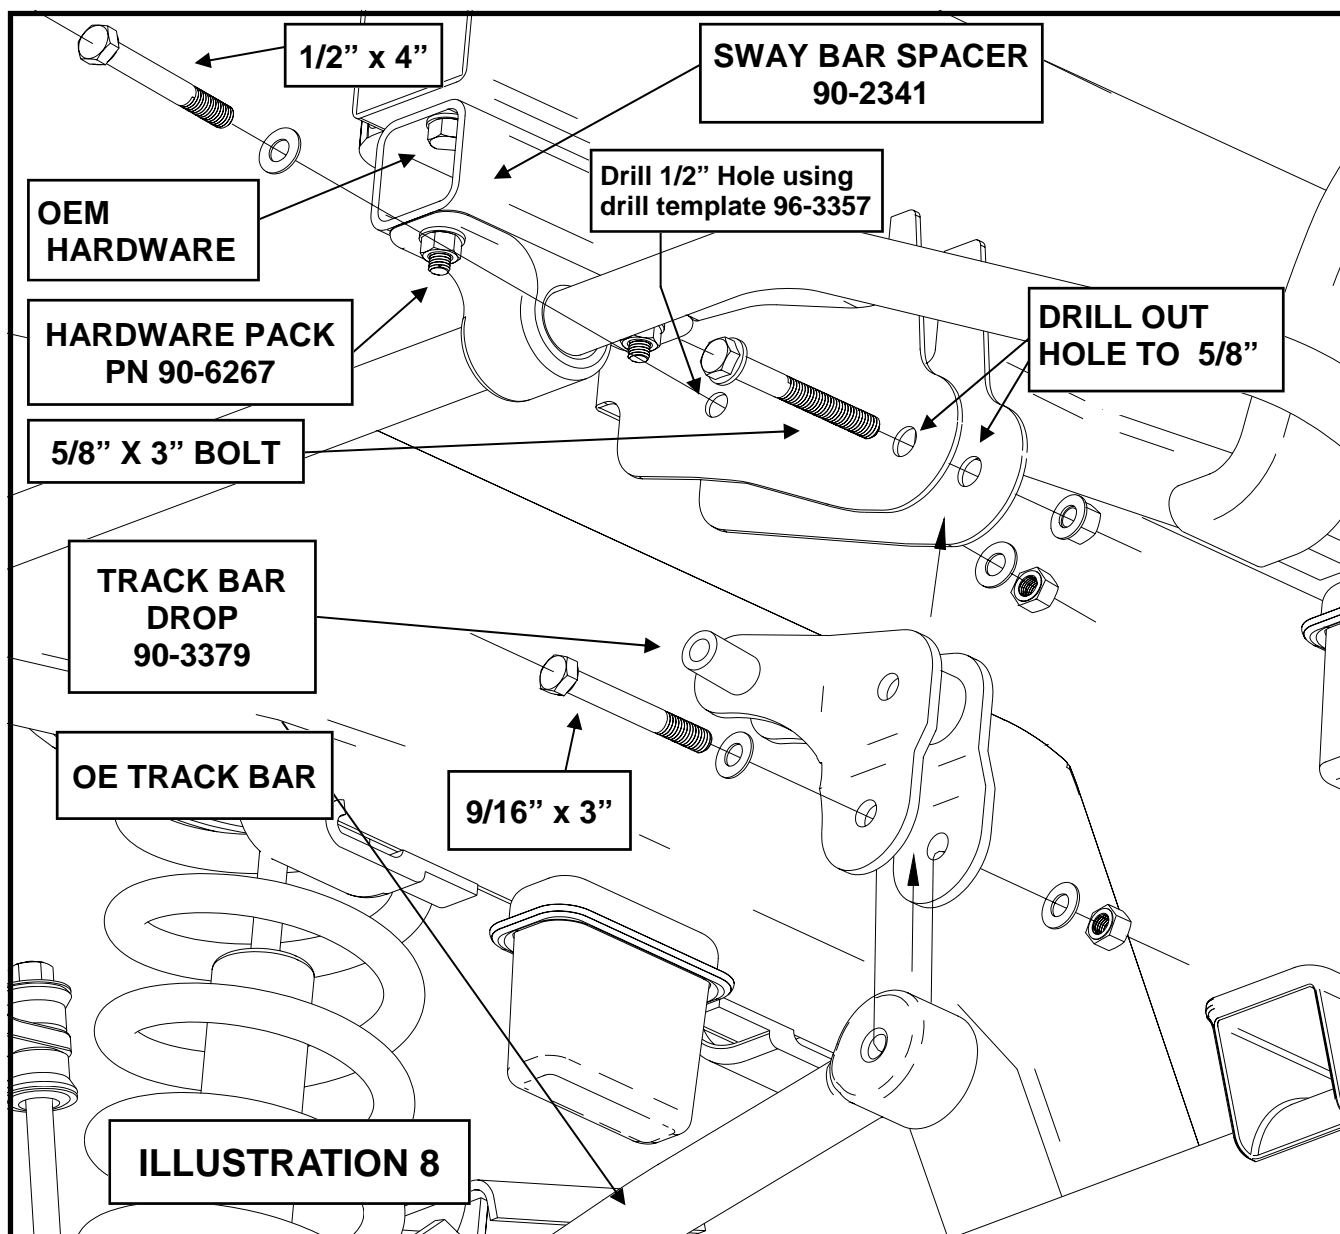 1/2” x 4”
SWAY BAR SPACER
90-2341
Drill 1/2” Hole using
drill template 96-3357
OEM
HARDWARE
HARDWARE PACK
PN 90-6267
DRILL OUT
HOLE TO 5/8”
5/8” X 3” BOLT
TRACK BAR
DROP
90-3379
OE TRACK BAR
9/16” x 3”
ILLUSTRATION 8